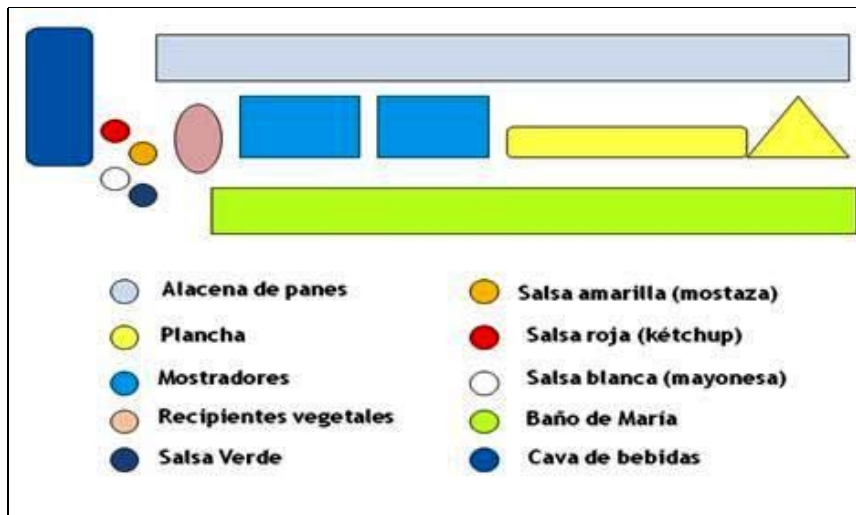 Alacena de panes
Plancha
Mostradores
Recipientes vegetales
Salsa Verde
Salsa amarilla (mostaza)
Salsa roja (kétchup)
Salsa blanca (mayonesa)
Baño de María
Cava de bebidas